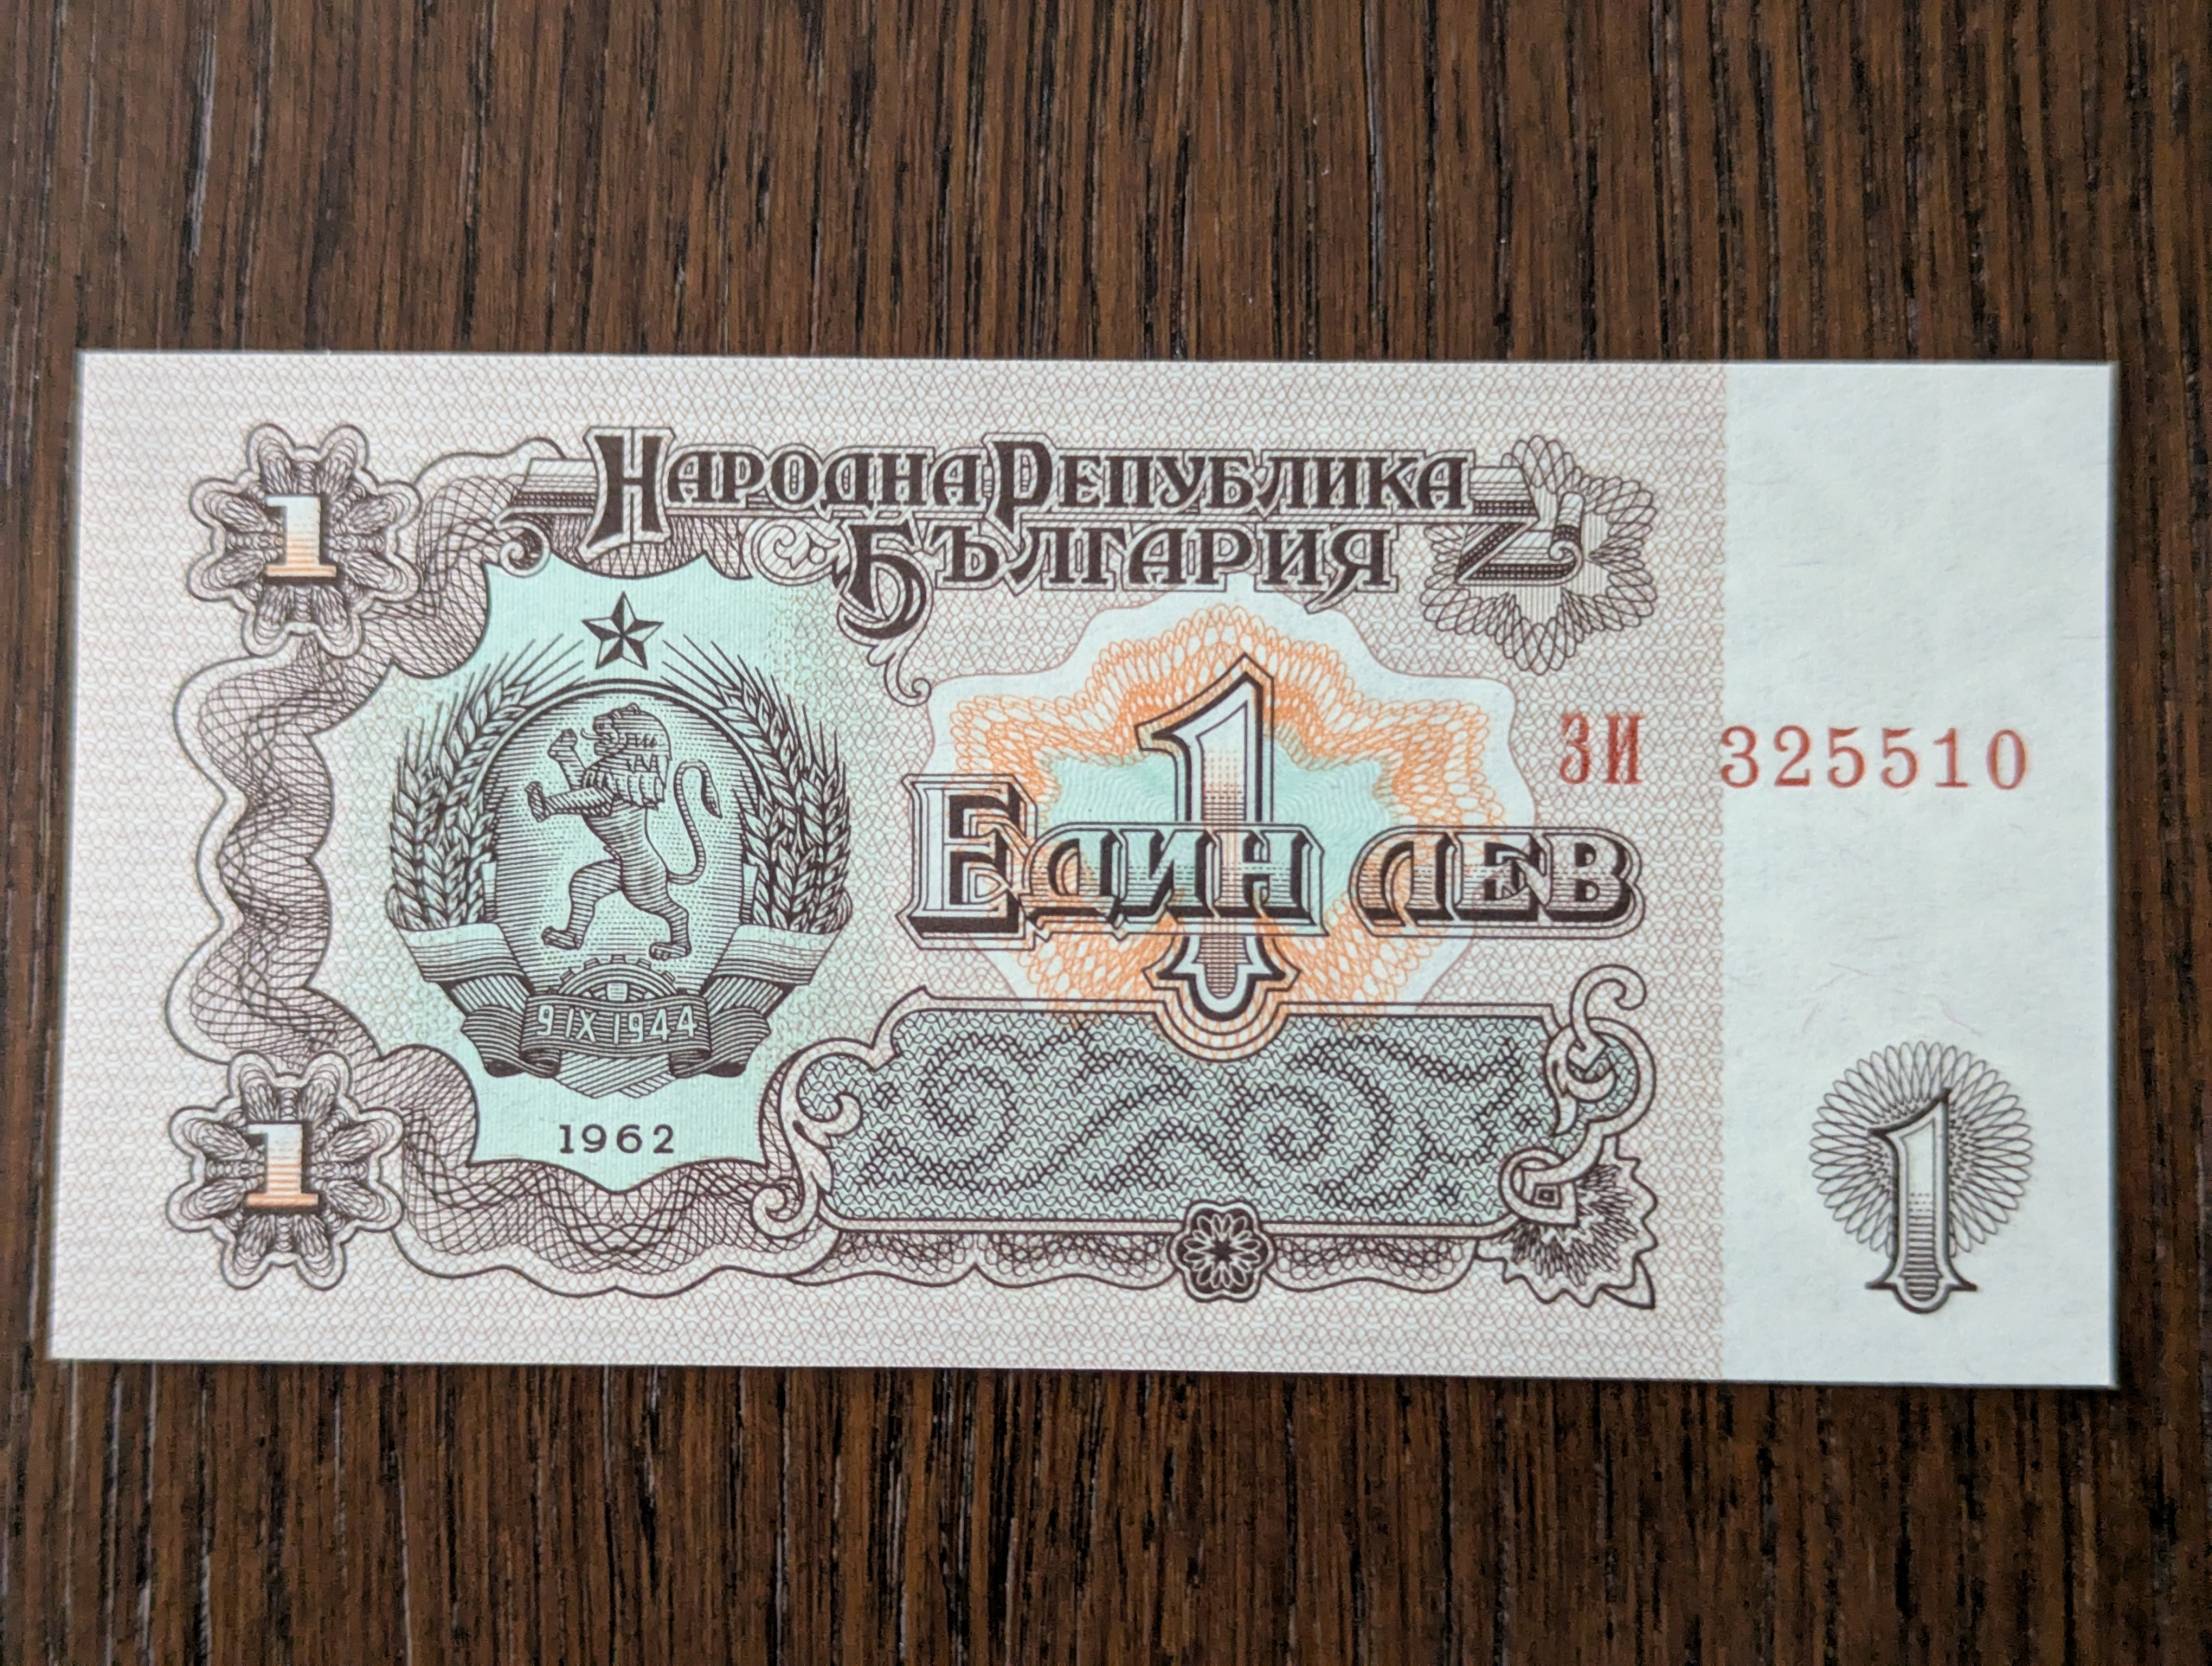 1
НАРОДНА РЕПУБЛИКА
БЪЛГАРИЯ
1
ЗИ 325510
ЕДИН ЛЕВ
9 IX 1944
1962
1
1